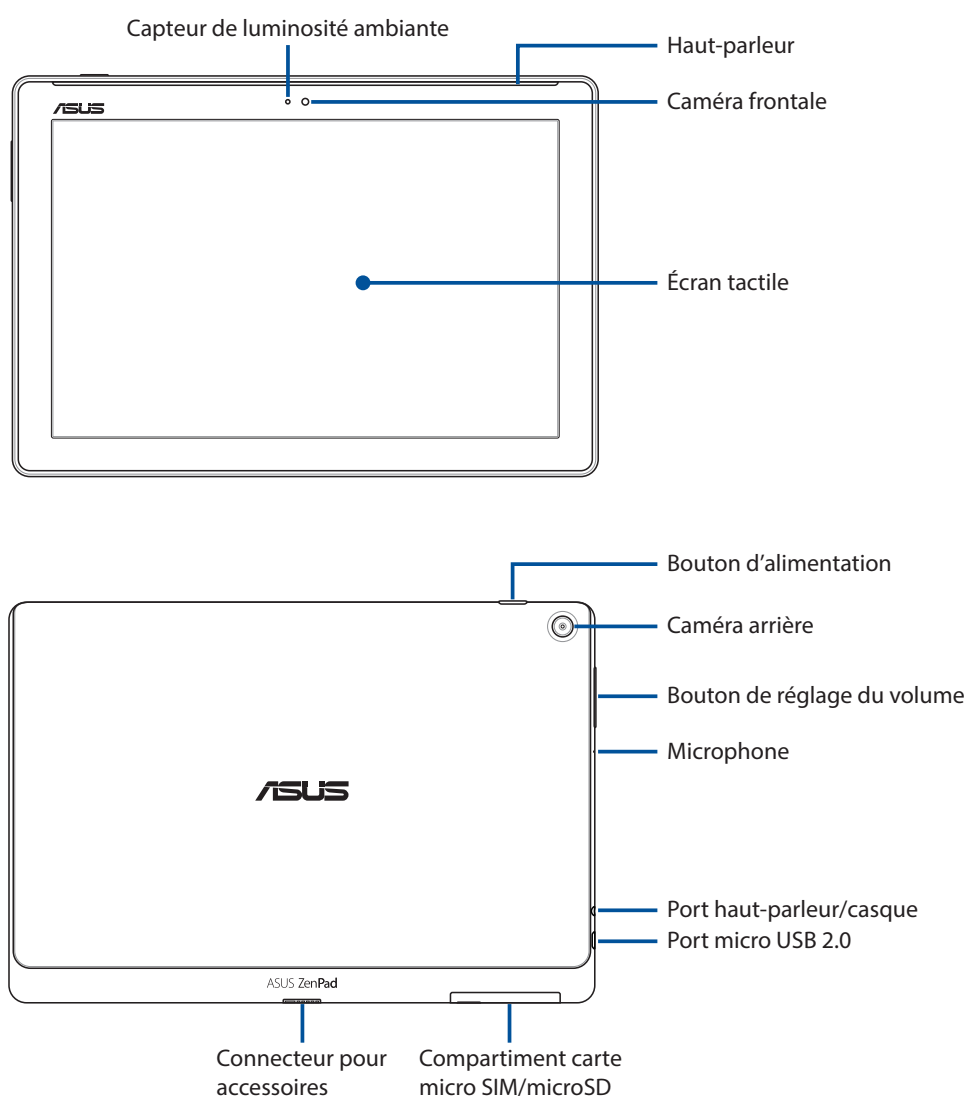 Capteur de luminosité ambiante
Haut-parleur
Caméra frontale
ASUS
Écran tactile
Bouton d'alimentation
Caméra arrière
Bouton de réglage du volume
Microphone
ASUS
Port haut-parleur/casque
Port micro USB 2.0
ASUS ZenPad
Connecteur pour
accessoires
Compartiment carte
micro SIM/microSD